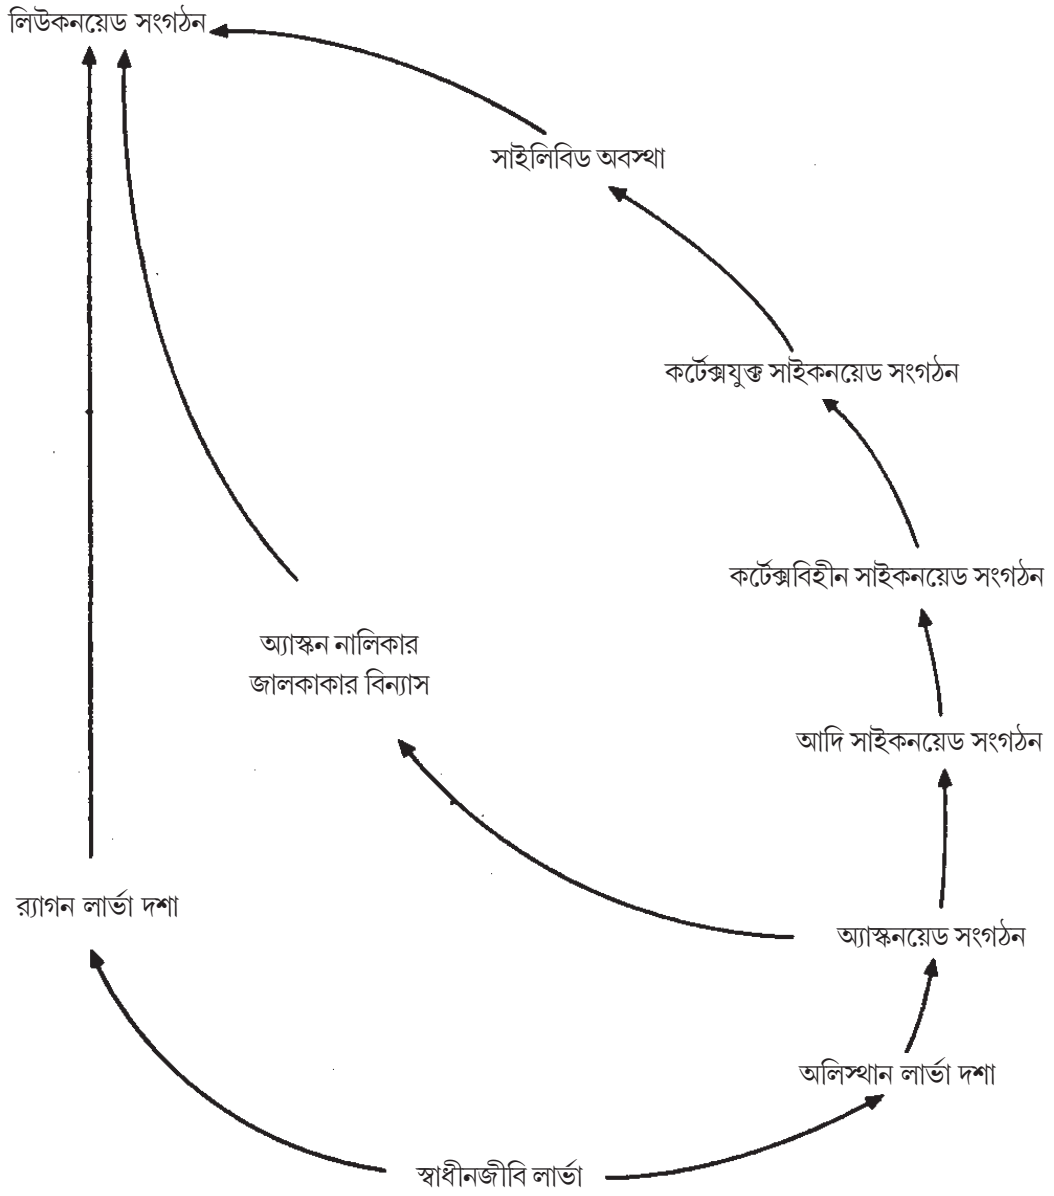 লিউকনয়েড সংগঠন
সাইলিবিড অবস্থা
কর্টেক্সযুক্ত সাইকনয়েড সংগঠন
কর্টেক্সবিহীন সাইকনয়েড সংগঠন
অ্যাস্কন নালিকার
জালকাকার বিন্যাস
আদি সাইকনয়েড সংগঠন
র‍্যাগন লার্ভা দশা
অ্যাস্কনয়েড সংগঠন
অলিস্থান লার্ভা দশা
স্বাধীনজীবি লার্ভা